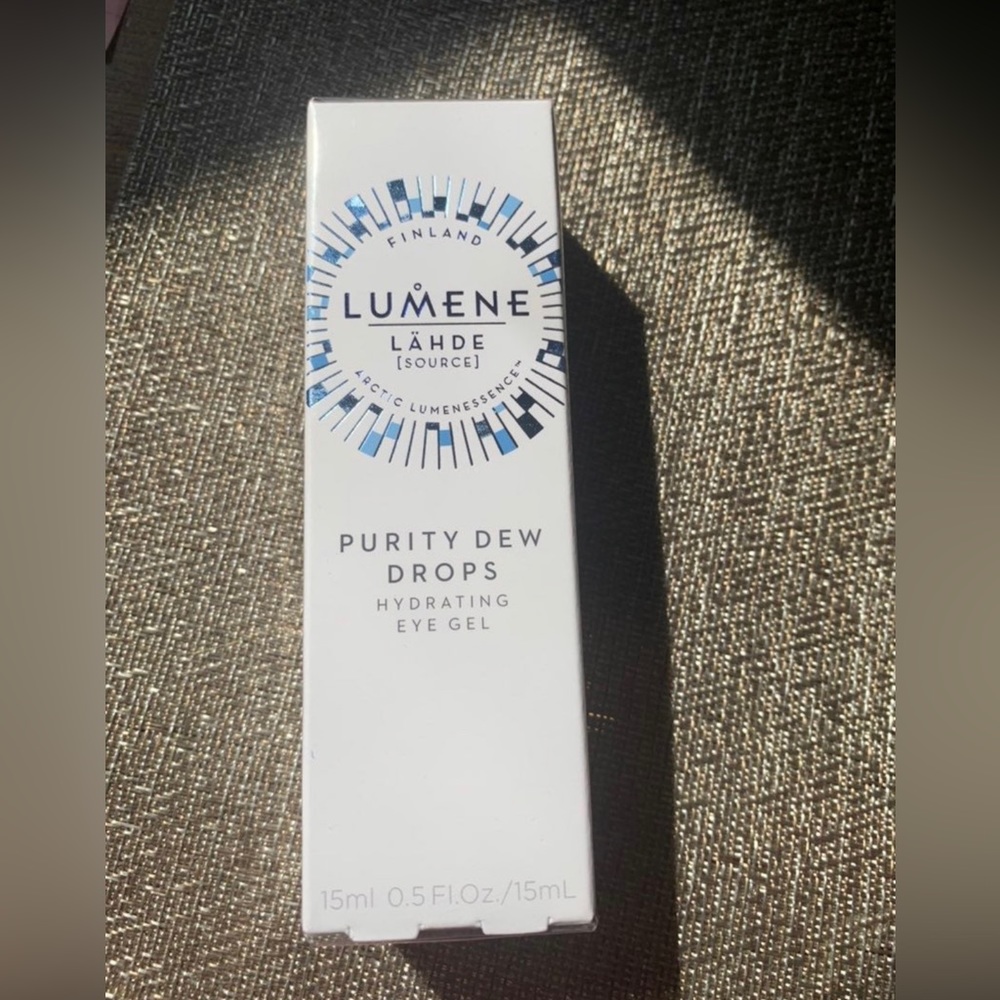 FINLAND
LUMENE
LÄHDE
[SOURCE]
ARCTIC LUMENESSENCE™
PURITY DEW
DROPS
HYDRATING
EYE GEL
15ml 0.5 Fl.Oz./15mL